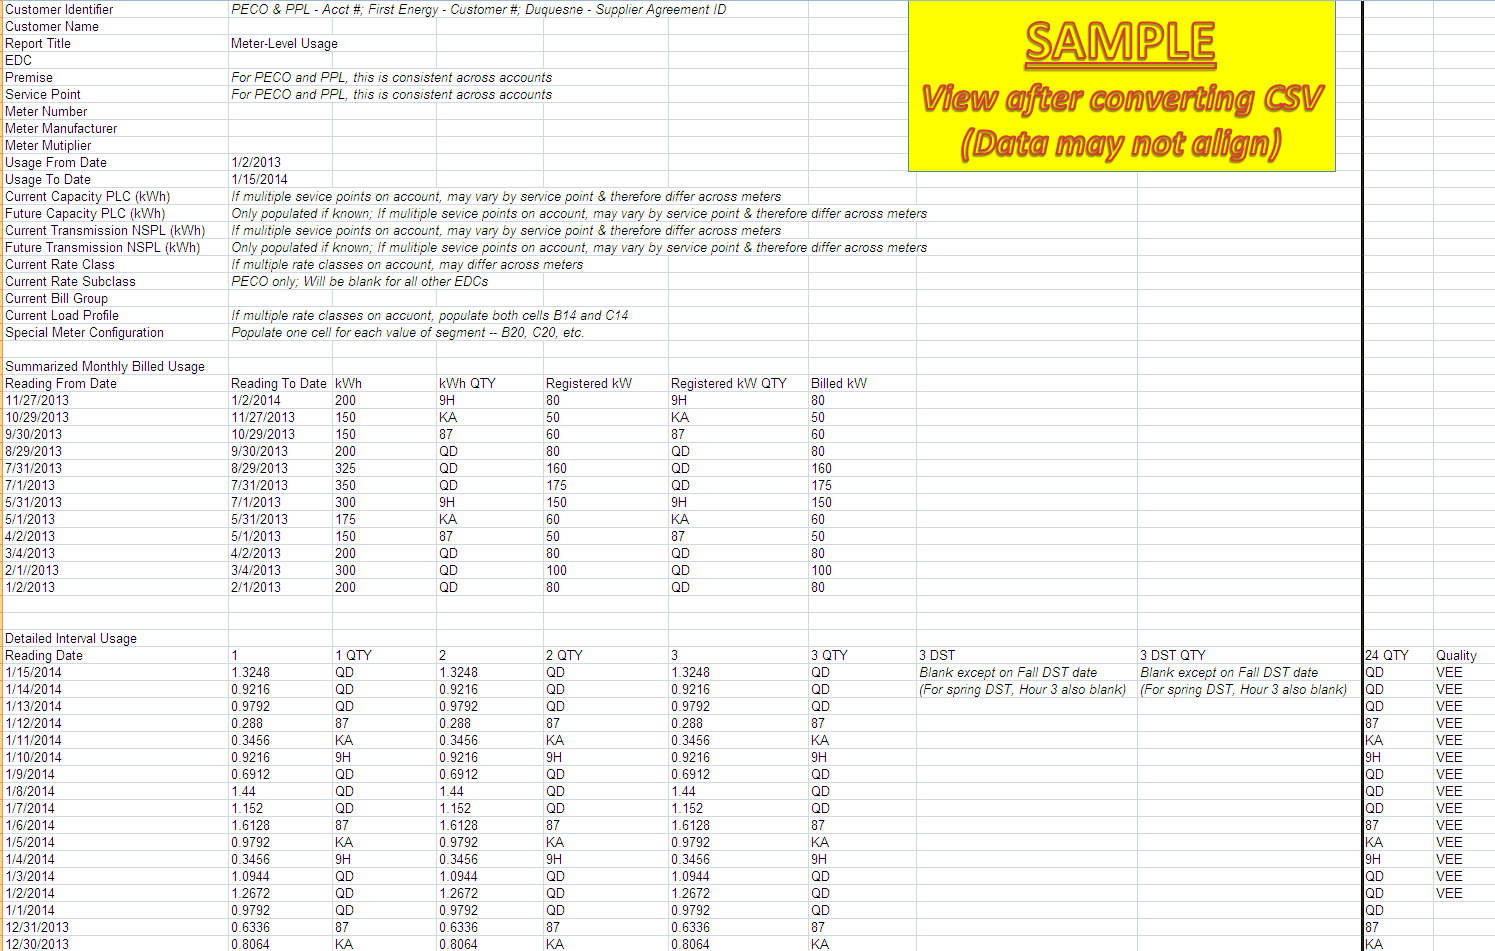 Customer Identifier PECO & PPL - Acct #; First Energy - Customer #; Duquesne - Supplier Agreement ID
Customer Name
Report Title Meter-Level Usage
EDC
Premise For PECO and PPL, this is consistent across accounts
Service Point For PECO and PPL, this is consistent across accounts
Meter Number
Meter Manufacturer
Meter Mutiplier
Usage From Date 1/2/2013
Usage To Date 1/15/2014
Current Capacity PLC (kWh) If mulitiple sevice points on account, may vary by service point & therefore differ across meters
Future Capacity PLC (kWh) Only populated if known; If mulitiple sevice points on account, may vary by service point & therefore differ across meters
Current Transmission NSPL (kWh) If mulitiple sevice points on account, may vary by service point & therefore differ across meters
Future Transmission NSPL (kWh) Only populated if known; If mulitiple sevice points on account, may vary by service point & therefore differ across meters
Current Rate Class If multiple rate classes on account, may differ across meters
Current Rate Subclass PECO only; Will be blank for all other EDCs
Current Bill Group
Current Load Profile If multiple rate classes on accuont, populate both cells B14 and C14
Special Meter Configuration Populate one cell for each value of segment -- B20, C20, etc.
SAMPLE
View after converting CSV
(Data may not align)
Summarized Monthly Billed Usage
Reading From Date Reading To Date kWh kWh QTY Registered kW Registered kW QTY Billed kW
11/27/2013 1/2/2014 200 9H 80 9H 80
10/29/2013 11/27/2013 150 KA 50 KA 50
9/30/2013 10/29/2013 150 87 60 87 60
8/29/2013 9/30/2013 200 QD 80 QD 80
7/31/2013 8/29/2013 325 QD 160 QD 160
7/1/2013 7/31/2013 350 QD 175 QD 175
5/31/2013 7/1/2013 300 9H 150 9H 150
5/1/2013 5/31/2013 175 KA 60 KA 60
4/2/2013 5/1/2013 150 87 50 87 50
3/4/2013 4/2/2013 200 QD 80 QD 80
2/1//2013 3/4/2013 300 QD 100 QD 100
1/2/2013 2/1/2013 200 QD 80 QD 80
Detailed Interval Usage
Reading Date 1 1 QTY 2 2 QTY 3 3 QTY 3 DST 3 DST QTY 24 QTY Quality
1/15/2014 1.3248 QD 1.3248 QD 1.3248 QD Blank except on Fall DST date Blank except on Fall DST date QD VEE
1/14/2014 0.9216 QD 0.9216 QD 0.9216 QD (For spring DST, Hour 3 also blank) (For spring DST, Hour 3 also blank) QD VEE
1/13/2014 0.9792 QD 0.9792 QD 0.9792 QD QD VEE
1/12/2014 0.288 87 0.288 87 0.288 87 87 VEE
1/11/2014 0.3456 KA 0.3456 KA 0.3456 KA KA VEE
1/10/2014 0.9216 9H 0.9216 9H 0.9216 9H 9H VEE
1/9/2014 0.6912 QD 0.6912 QD 0.6912 QD QD VEE
1/8/2014 1.44 QD 1.44 QD 1.44 QD QD VEE
1/7/2014 1.152 QD 1.152 QD 1.152 QD QD VEE
1/6/2014 1.6128 87 1.6128 87 1.6128 87 87 VEE
1/5/2014 0.9792 KA 0.9792 KA 0.9792 KA KA VEE
1/4/2014 0.3456 9H 0.3456 9H 0.3456 9H 9H VEE
1/3/2014 1.0944 QD 1.0944 QD 1.0944 QD QD VEE
1/2/2014 1.2672 QD 1.2672 QD 1.2672 QD QD VEE
1/1/2014 0.9792 QD 0.9792 QD 0.9792 QD QD
12/31/2013 0.6336 87 0.6336 87 0.6336 87 87
12/30/2013 0.8064 KA 0.8064 KA 0.8064 KA KA